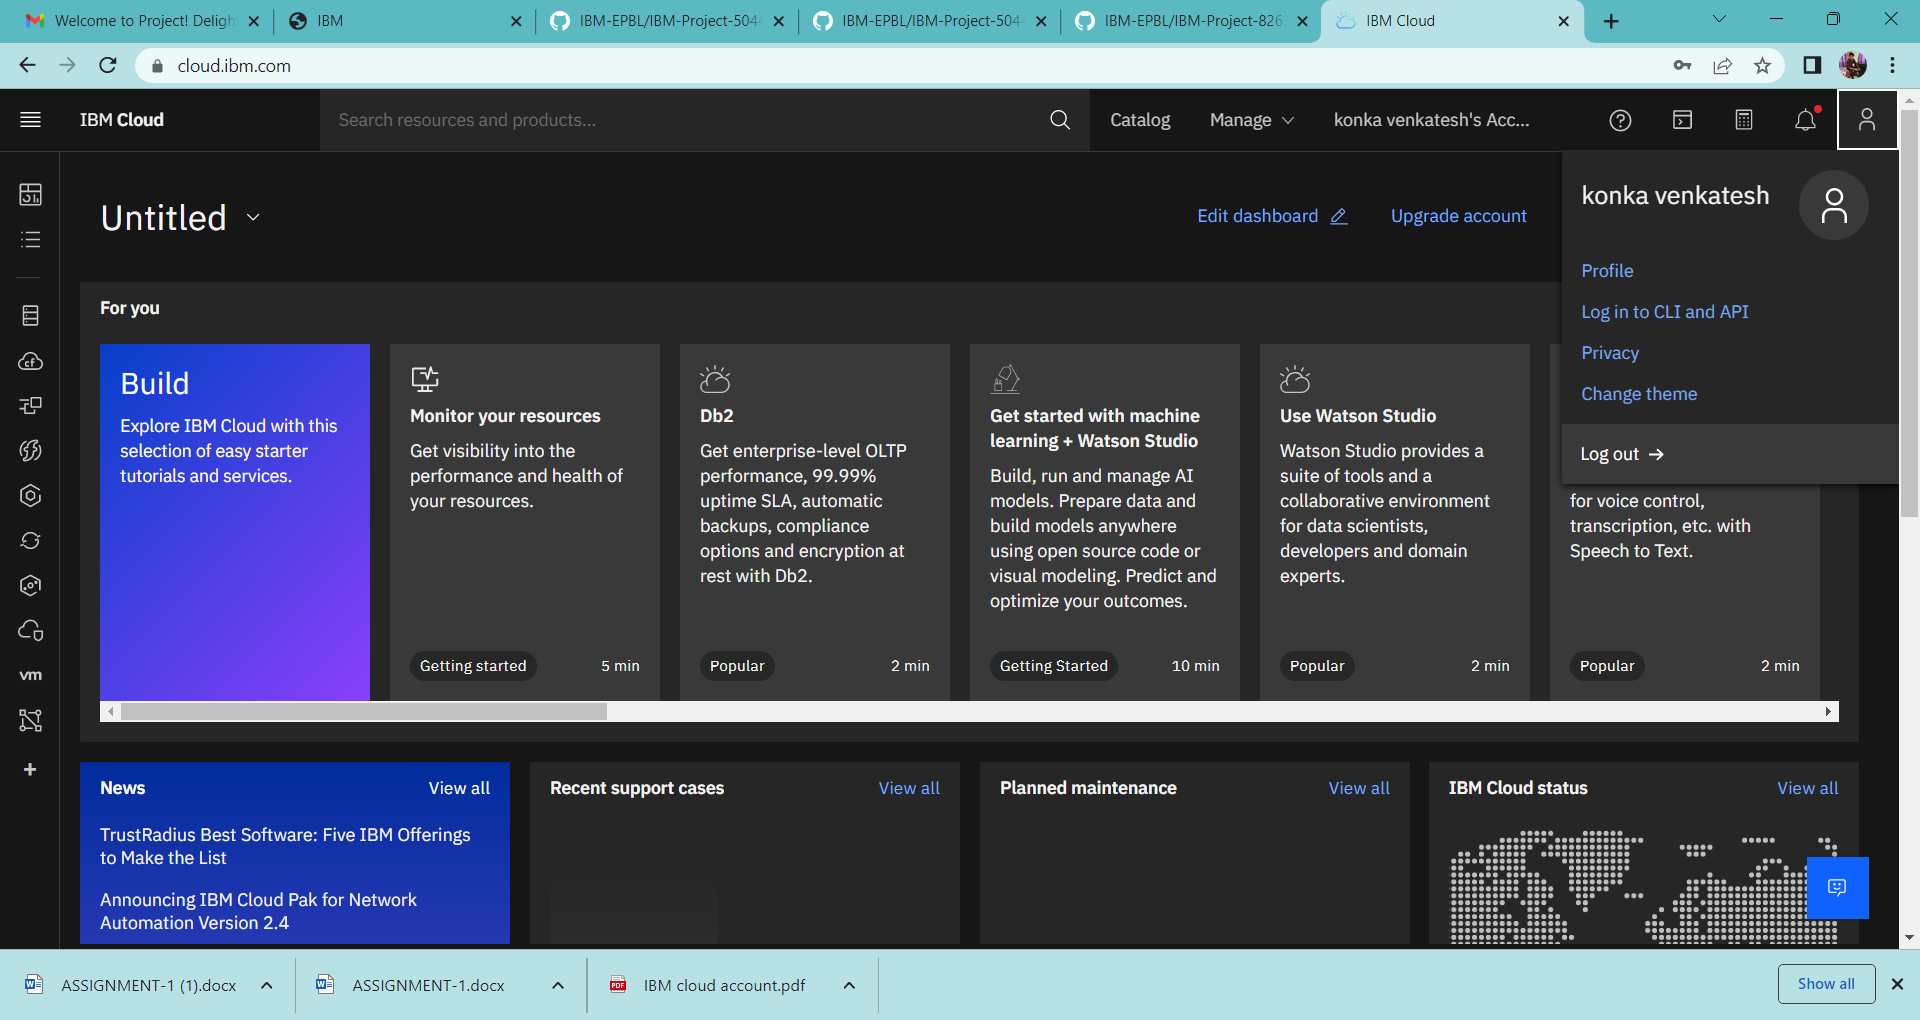 Welcome to Project! Deligh
IBM
IBM-EPBL/IBM-Project-504
IBM-EPBL/IBM-Project-504
IBM-EPBL/IBM-Project-826
IBM Cloud
cloud.ibm.com
IBM Cloud
Search resources and products...
Catalog
Manage
konka venkatesh's Acc...
Untitled
Edit dashboard
Upgrade account
konka venkatesh
Profile
Log in to CLI and API
Privacy
Change theme
Log out
For you
Build
Explore IBM Cloud with this
selection of easy starter
tutorials and services.
Monitor your resources
Get visibility into the
performance and health of
your resources.
Getting started
5 min
Db2
Get enterprise-level OLTP
performance, 99.99%
uptime SLA, automatic
backups, compliance
options and encryption at
rest with Db2.
Popular
2 min
Get started with machine
learning + Watson Studio
Build, run and manage AI
models. Prepare data and
build models anywhere
using open source code or
visual modeling. Predict and
optimize your outcomes.
Getting Started
10 min
Use Watson Studio
Watson Studio provides a
suite of tools and a
collaborative environment
for data scientists,
developers and domain
experts.
Popular
2 min
for voice control,
transcription, etc. with
Speech to Text.
Popular
2 min
vm
News
View all
TrustRadius Best Software: Five IBM Offerings
to Make the List
Announcing IBM Cloud Pak for Network
Automation Version 2.4
Recent support cases
View all
Planned maintenance
View all
IBM Cloud status
View all
ASSIGNMENT-1 (1).docx
ASSIGNMENT-1.docx
PDF
IBM cloud account.pdf
Show all